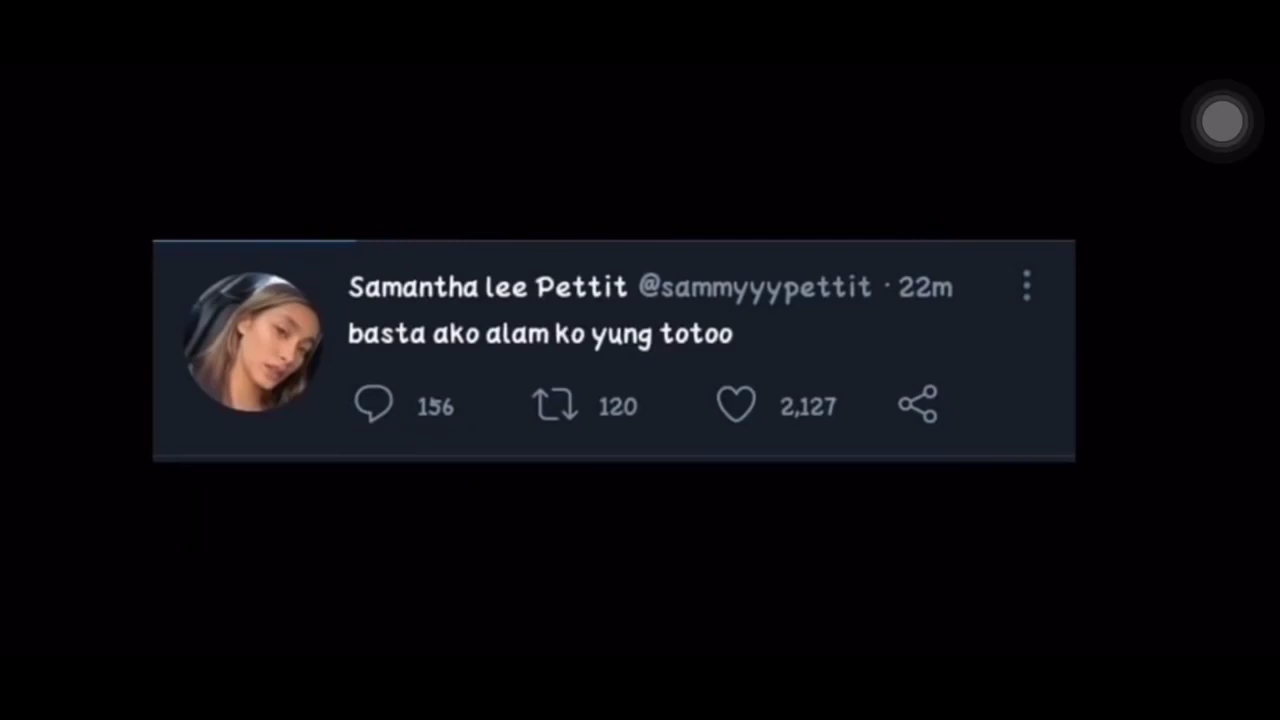 Samantha lee Pettit @sammyyypettit · 22m
basta ako alam ko yung totoo
156 120 2,127